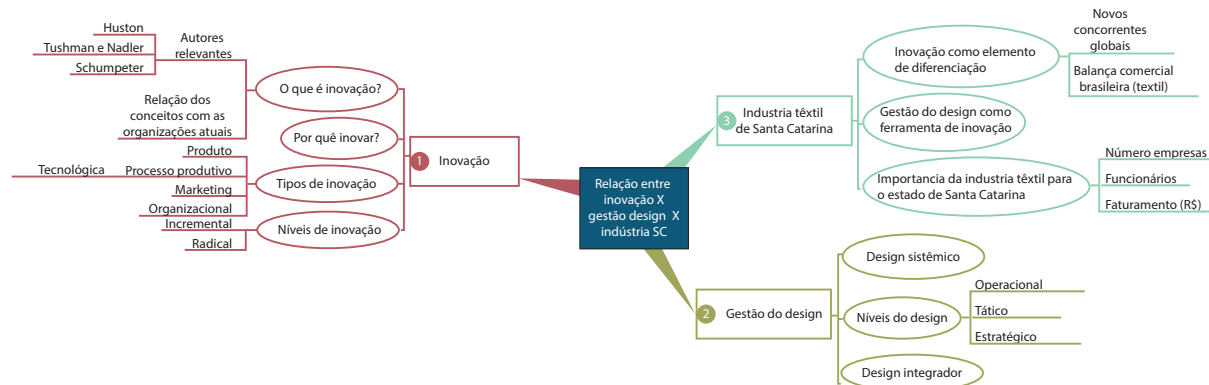 Huston
Tushman e Nadler
Schumpeter
Autores
relevantes
Relação dos
conceitos com as
organizações atuais
O que é inovação?
Por quê inovar?
Produto
Tecnológica
Processo produtivo
Marketing
Organizacional
Tipos de inovação
Incremental
Radical
Níveis de inovação
1 Inovação
Relação entre
inovação X
gestão design X
indústria SC
3 Industria têxtil
de Santa Catarina
Inovação como elemento
de diferenciação
Novos
concorrentes
globais
Balança comercial
brasileira (textil)
Gestão do design como
ferramenta de inovação
Importancia da industria têxtil para
o estado de Santa Catarina
Número empresas
Funcionários
Faturamento (R$)
2 Gestão do design
Design sistêmico
Níveis do design
Operacional
Tático
Estratégico
Design integrador